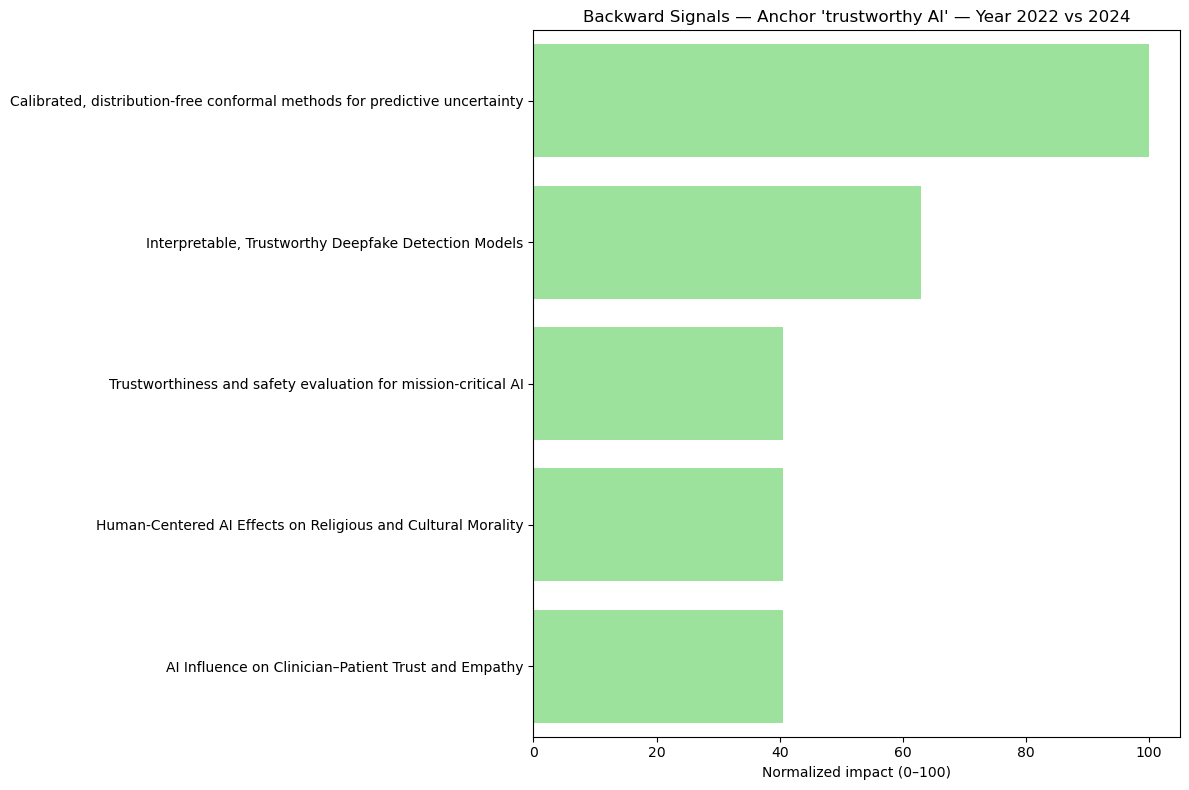 Backward Signals — Anchor 'trustworthy AI' — Year 2022 vs 2024
Calibrated, distribution-free conformal methods for predictive uncertainty
Interpretable, Trustworthy Deepfake Detection Models
Trustworthiness and safety evaluation for mission-critical AI
Human-Centered AI Effects on Religious and Cultural Morality
AI Influence on Clinician–Patient Trust and Empathy
0 20 40 60 80 100
Normalized impact (0–100)